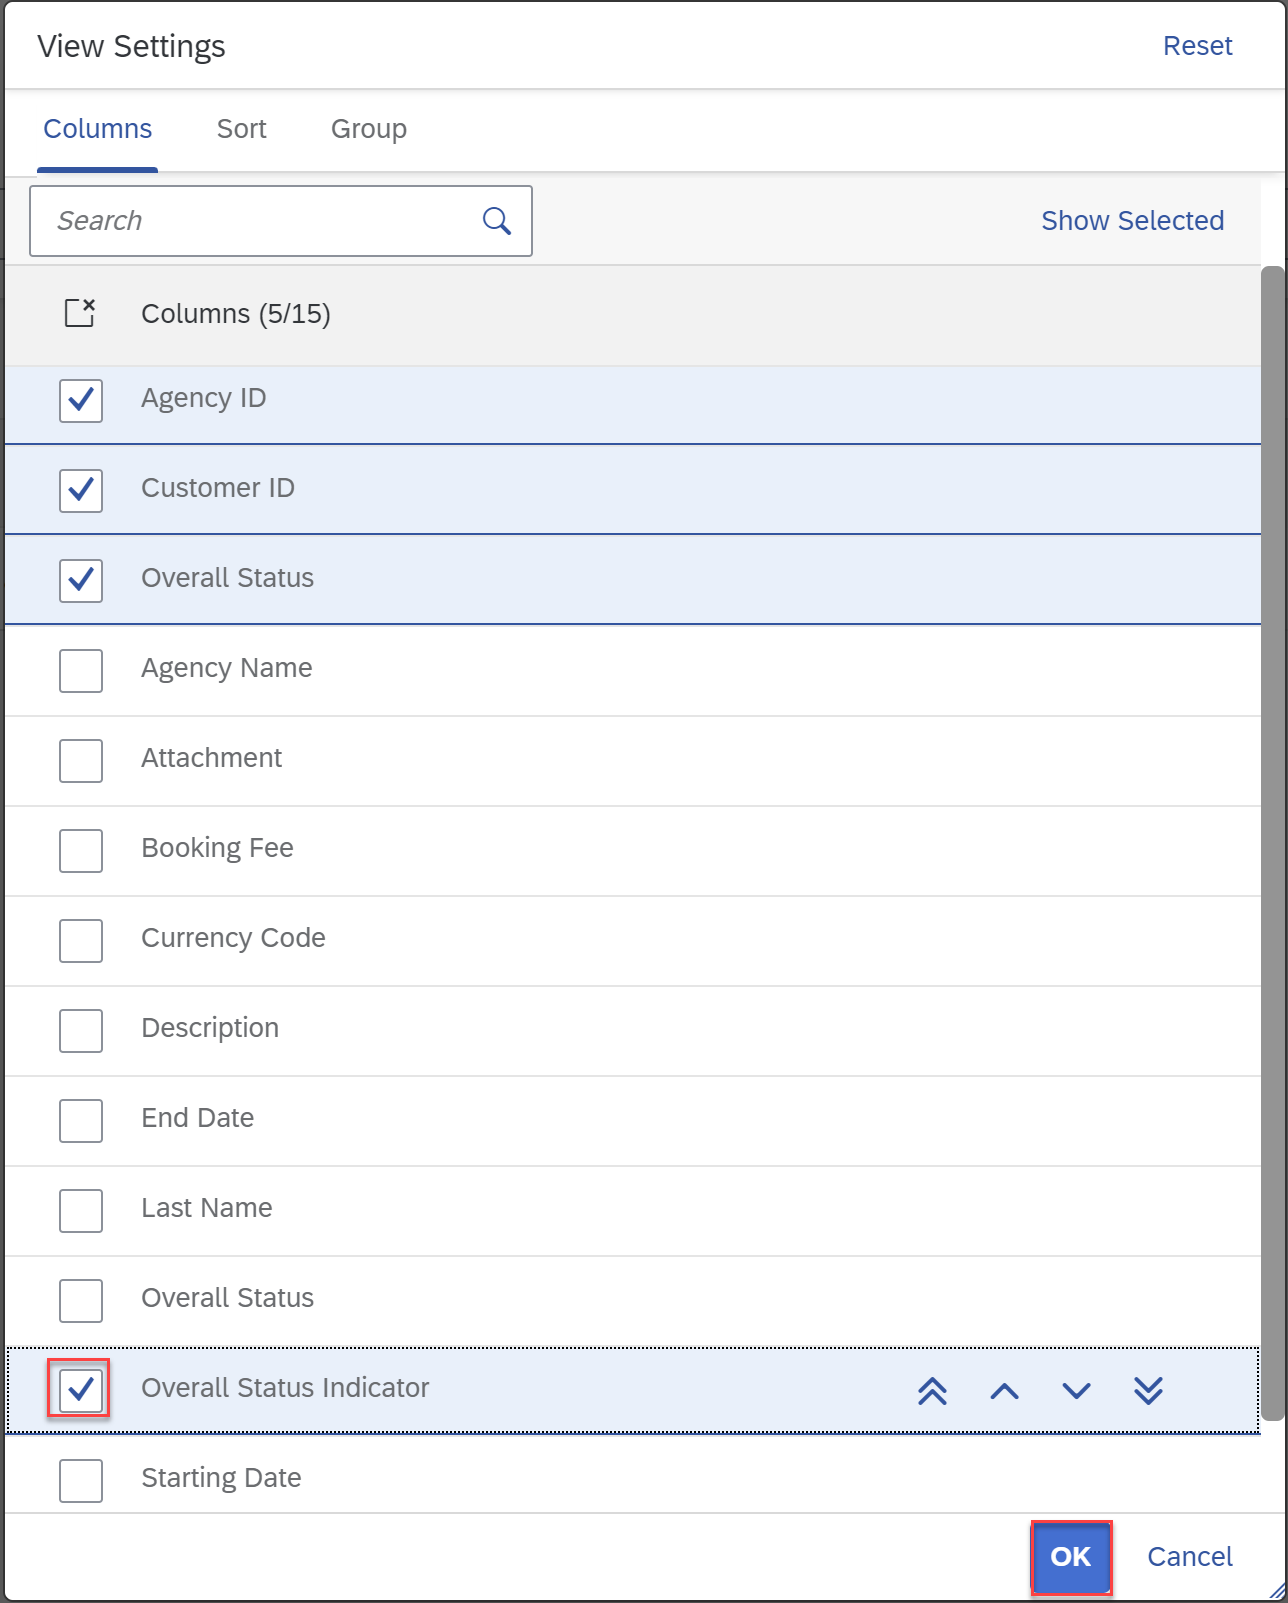 View Settings Reset
Columns Sort Group
Search Show Selected
Columns (5/15)
Agency ID
Customer ID
Overall Status
Agency Name
Attachment
Booking Fee
Currency Code
Description
End Date
Last Name
Overall Status
Overall Status Indicator
Starting Date
OK Cancel